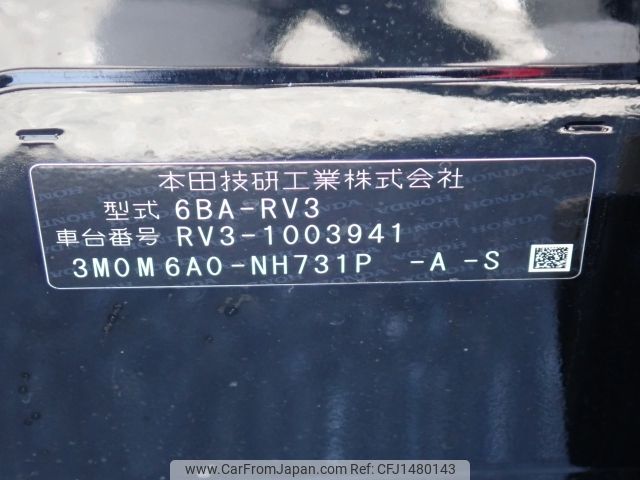 本田技研工業株式会社
型式 6BA-RV3
車台番号 RV3-1003941
3M0M6A0-NH731P -A -S
www.CarFromJapan.com | CFJ1480143